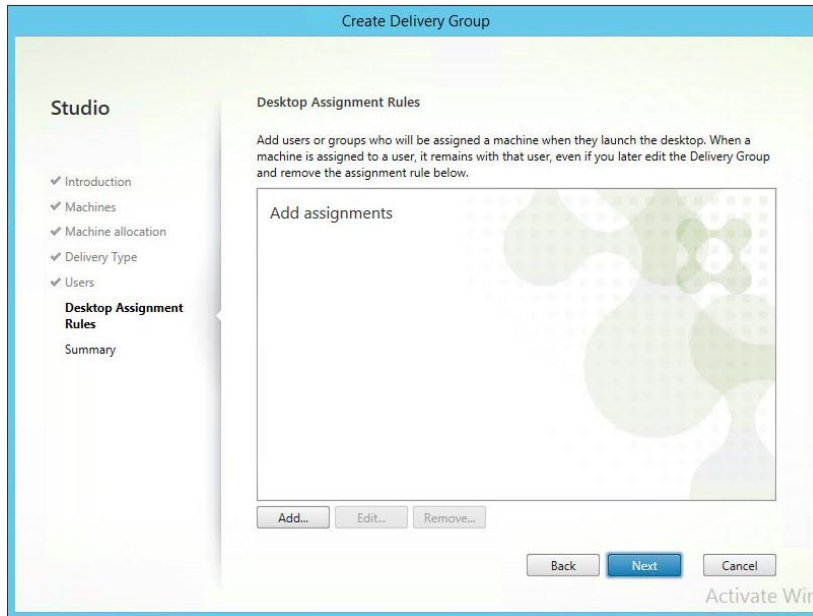 Create Delivery Group
Studio
Introduction
Machines
Machine allocation
Delivery Type
Users
Desktop Assignment
Rules
Summary
Desktop Assignment Rules
Add users or groups who will be assigned a machine when they launch the desktop. When a
machine is assigned to a user, it remains with that user, even if you later edit the Delivery Group
and remove the assignment rule below.
Add assignments
Add...
Edit...
Remove...
Back
Next
Cancel
Activate Win